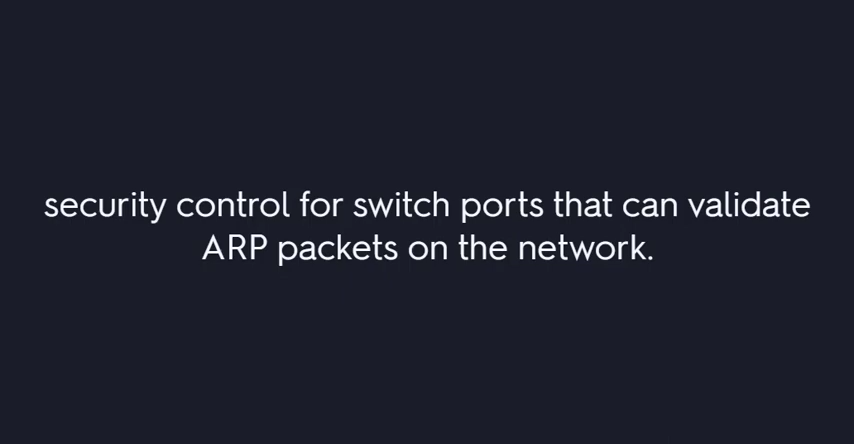 security control for switch ports that can validate
ARP packets on the network.